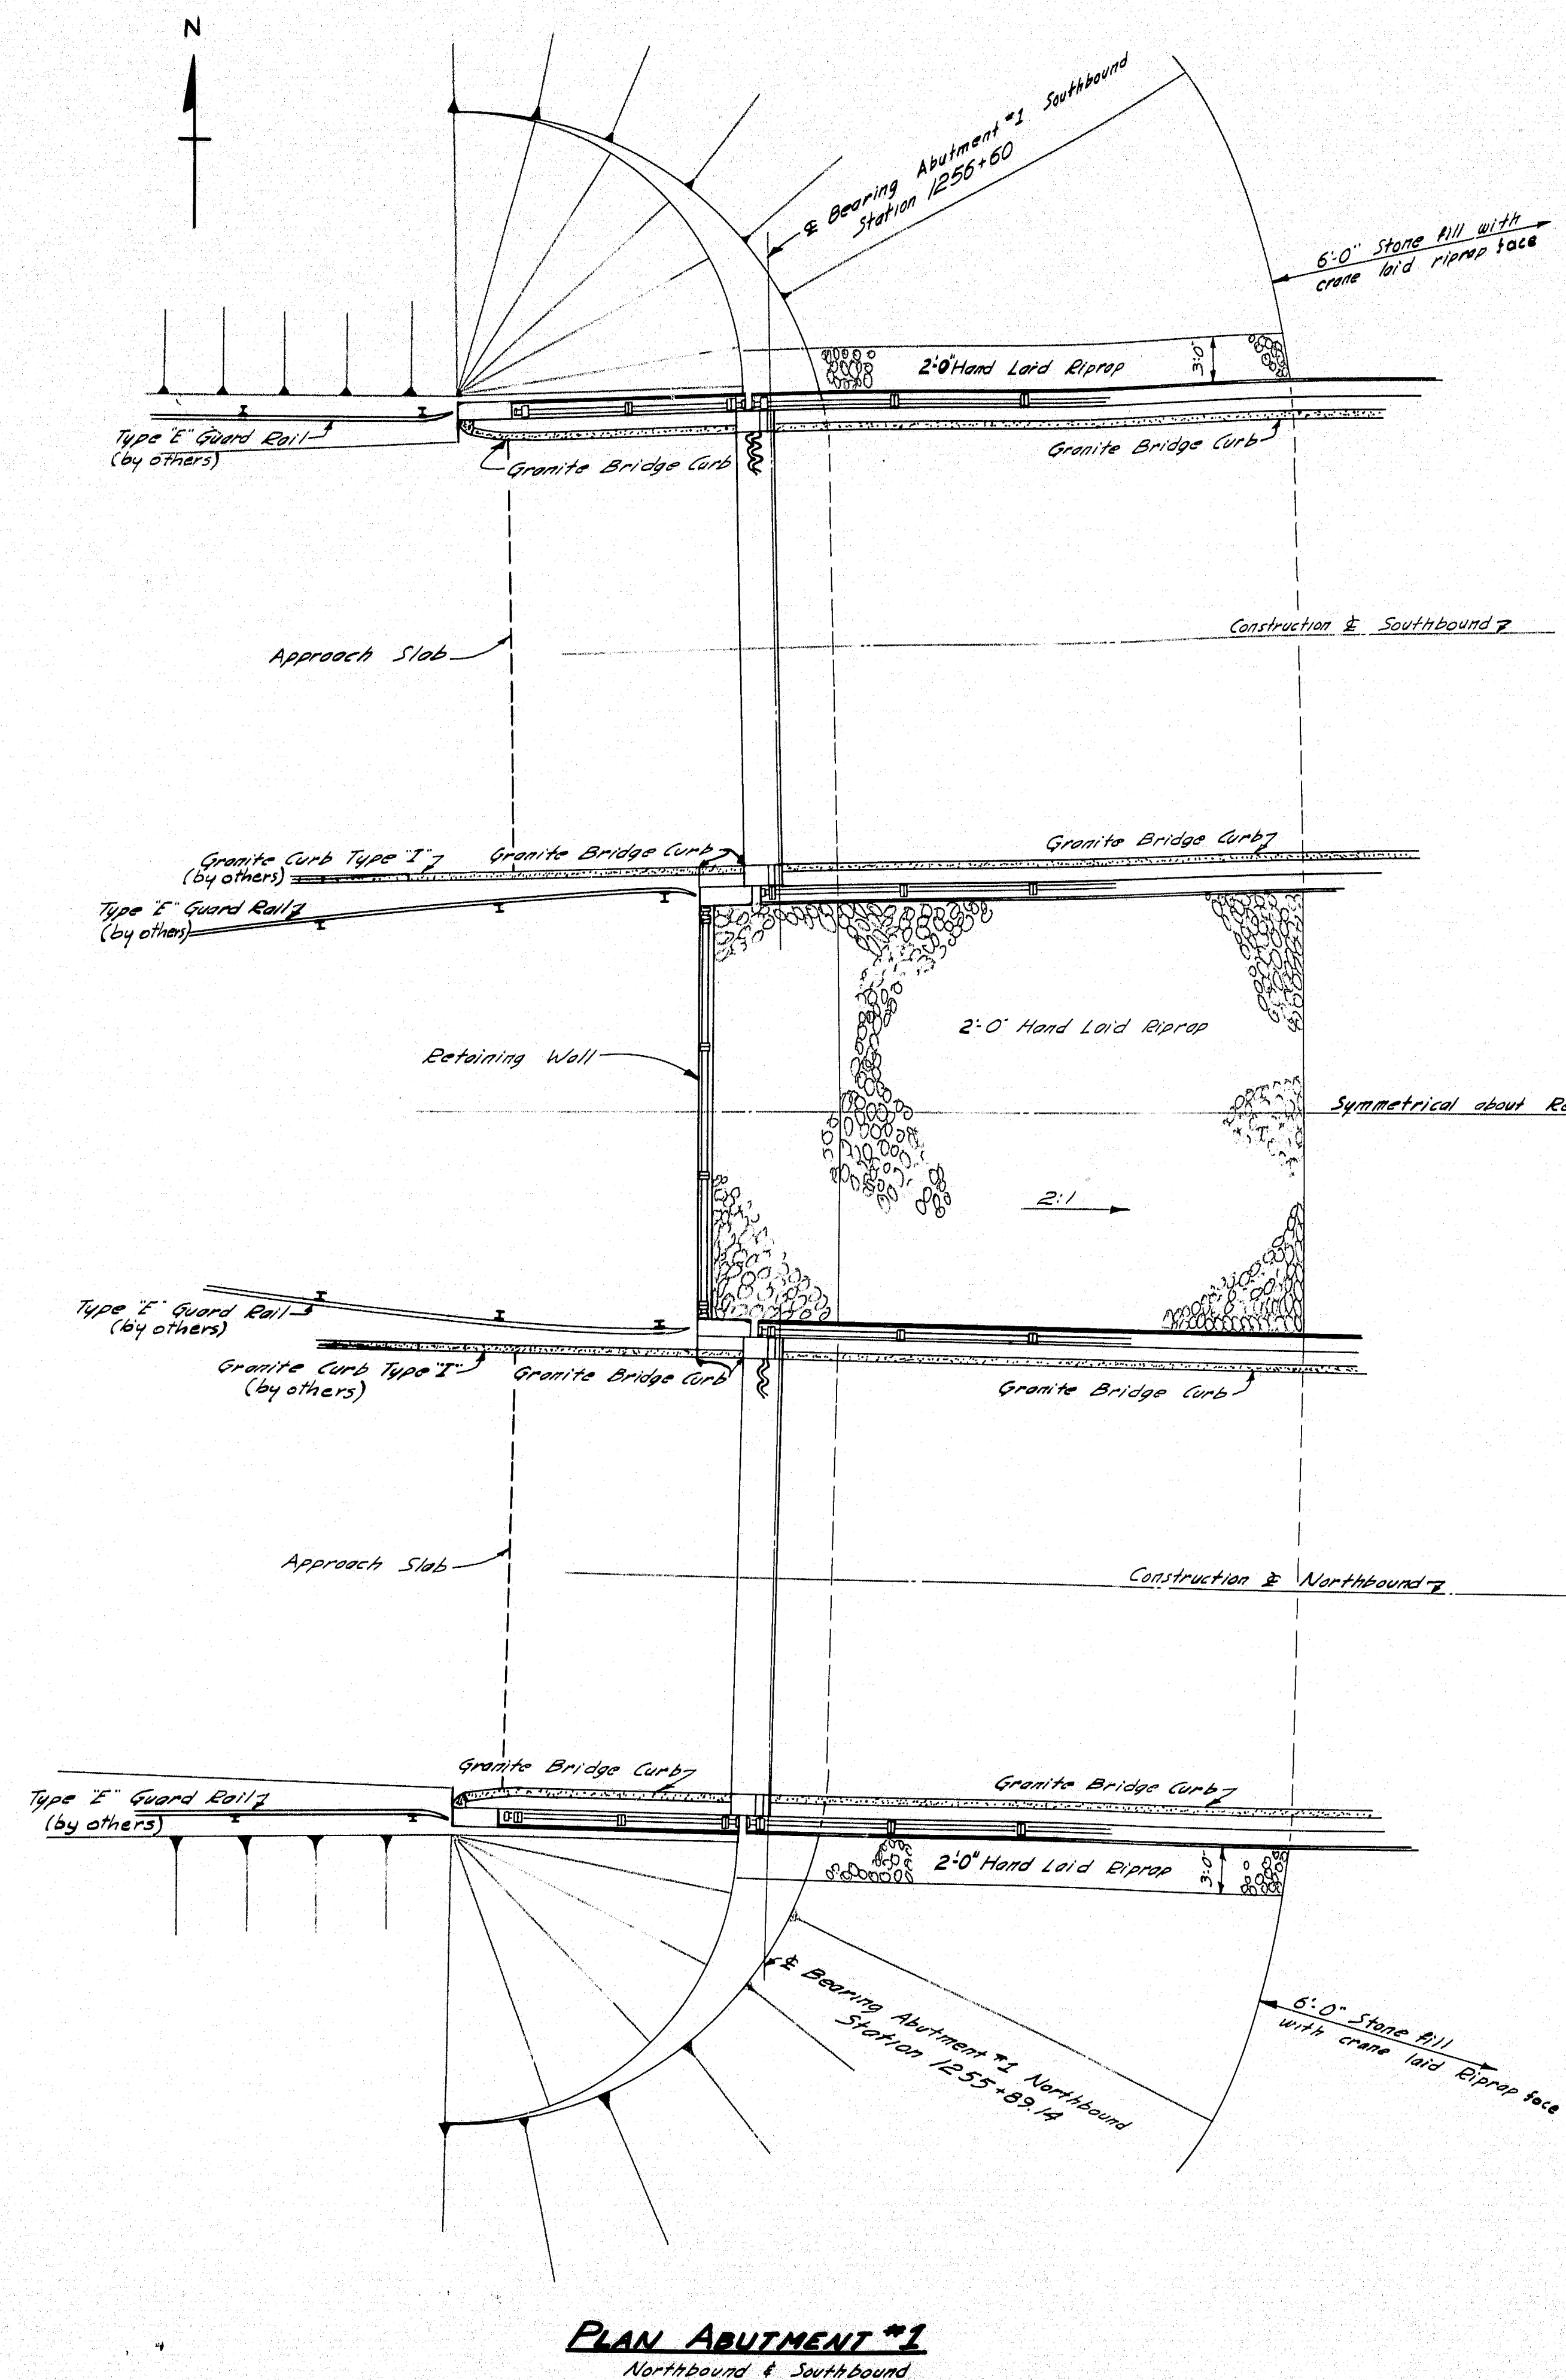 N
℄ Bearing Abutment #1 Southbound
Station 1256+60
6'-0" Stone fill with
crane laid riprap face
2'-0" Hand Laid Riprap
3'-0"
Type "E" Guard Rail
(by others)
Granite Bridge Curb
Granite Bridge Curb
Construction ℄ Southbound
Approach Slab
Granite Curb Type "I"
(by others)
Granite Bridge Curb
Granite Bridge Curb
Type "E" Guard Rail
(by others)
2'-0" Hand Laid Riprap
Retaining Wall
Symmetrical about
2:1
Type "E" Guard Rail
(by others)
Granite Curb Type "I"
(by others)
Granite Bridge Curb
Granite Bridge Curb
Approach Slab
Construction ℄ Northbound
Granite Bridge Curb
Granite Bridge Curb
Type "E" Guard Rail
(by others)
2'-0" Hand Laid Riprap
3'-0"
℄ Bearing Abutment #1 Northbound
Station 1255+89.14
6'-0" Stone fill
with crane laid Riprap face
PLAN ABUTMENT #1
Northbound & Southbound